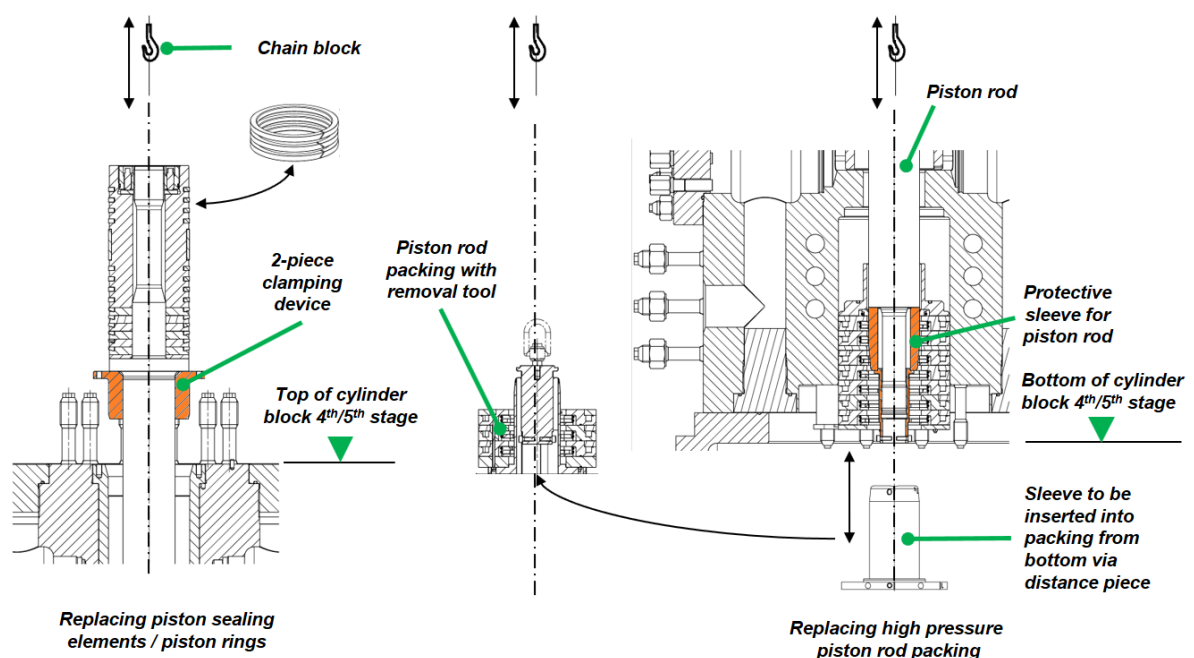 Chain block
Piston rod
2-piece
clamping
device
Piston rod
packing with
removal tool
Protective
sleeve for
piston rod
Top of cylinder
block 4th/5th stage
Bottom of cylinder
block 4th/5th stage
Sleeve to be
inserted into
packing from
bottom via
distance piece
Replacing piston sealing
elements / piston rings
Replacing high pressure
piston rod packing